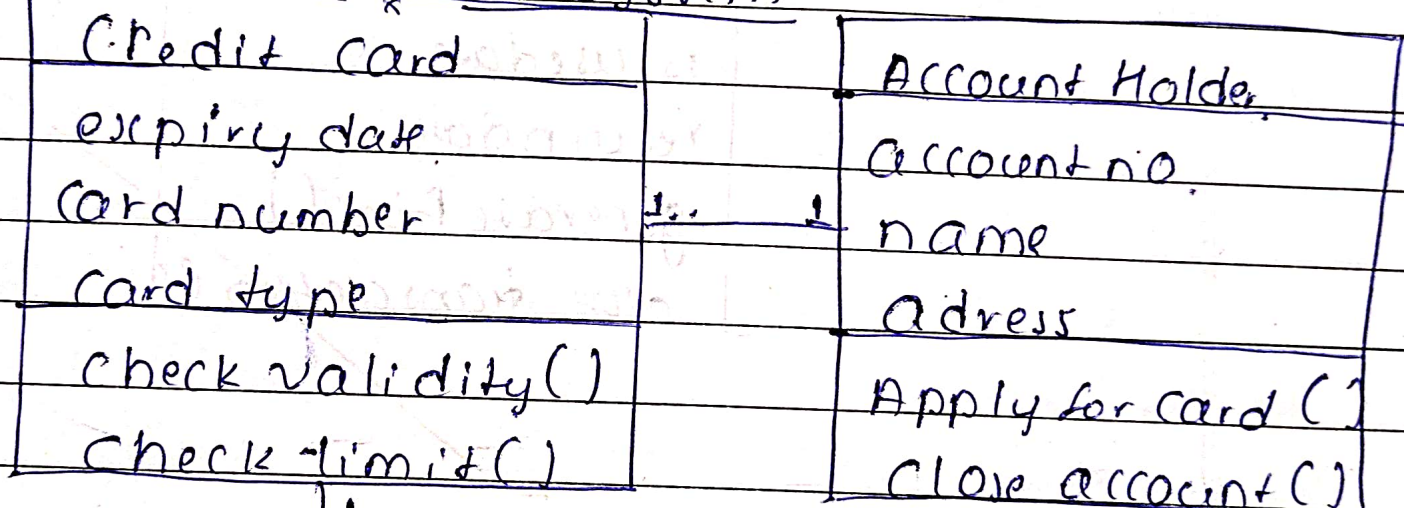 Credit Card
expiry date
Card number
Card type
Check validity()
Check limit()
1.. 1
Account Holder
account no.
name
adress
Apply for card ()
Close account()